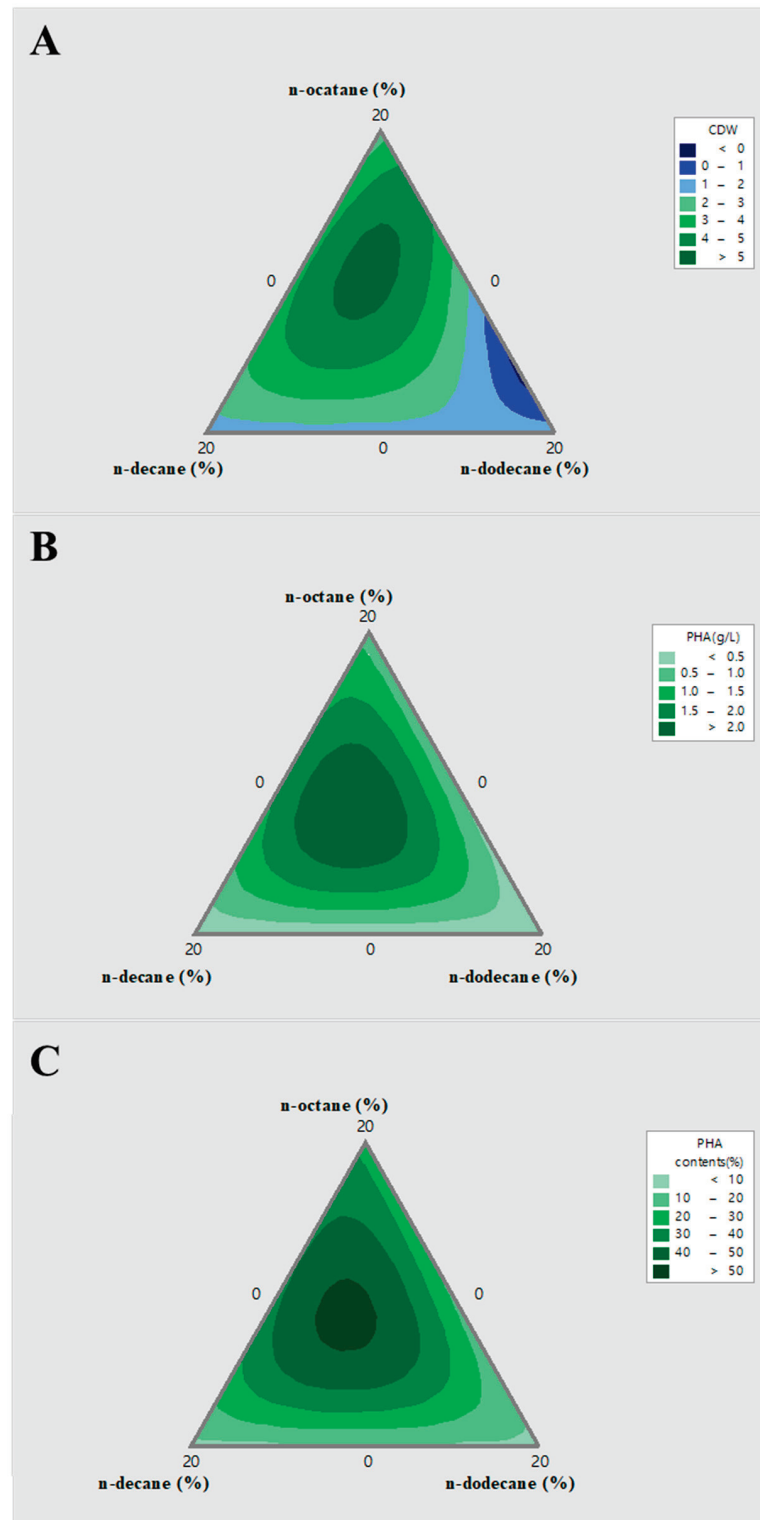 A
n-ocatane (%)
20
CDW
< 0
0 – 1
1 – 2
2 – 3
3 – 4
4 – 5
> 5
0
0
20
0
20
n-decane (%)
n-dodecane (%)
B
n-octane (%)
20
PHA(g/L)
< 0.5
0.5 – 1.0
1.0 – 1.5
1.5 – 2.0
> 2.0
0
0
20
0
20
n-decane (%)
n-dodecane (%)
C
n-octane (%)
20
PHA
contents(%)
< 10
10 – 20
20 – 30
30 – 40
40 – 50
> 50
0
0
20
0
20
n-decane (%)
n-dodecane (%)